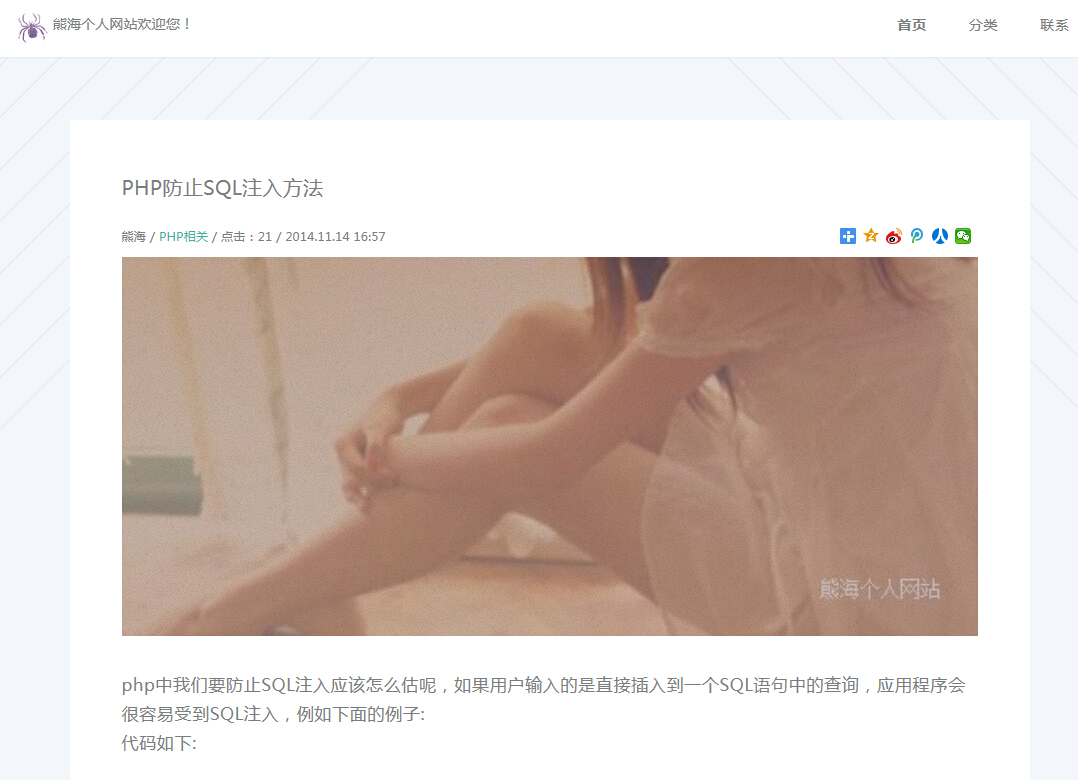 熊海个人网站欢迎您！
首页 分类 联系
PHP防止SQL注入方法
熊海 / PHP相关 / 点击：21 / 2014.11.14 16:57
熊海个人网站
php中我们要防止SQL注入应该怎么估呢，如果用户输入的是直接插入到一个SQL语句中的查询，应用程序会
很容易受到SQL注入，例如下面的例子:
代码如下: